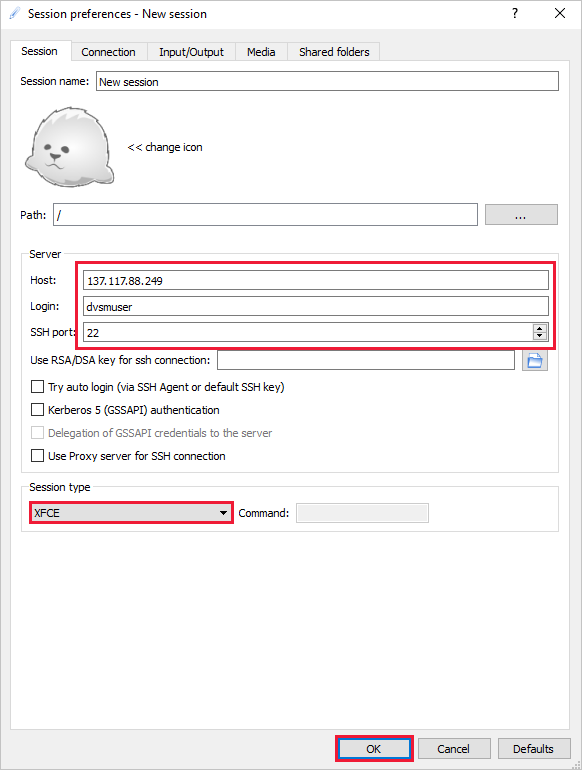 Session preferences - New session
?
Session Connection Input/Output Media Shared folders
Session name: New session
<< change icon
Path: / ...
Server
Host: 137.117.88.249
Login: dvsmuser
SSH port: 22
Use RSA/DSA key for ssh connection:
Try auto login (via SSH Agent or default SSH key)
Kerberos 5 (GSSAPI) authentication
Delegation of GSSAPI credentials to the server
Use Proxy server for SSH connection
Session type
XFCE Command:
OK Cancel Defaults